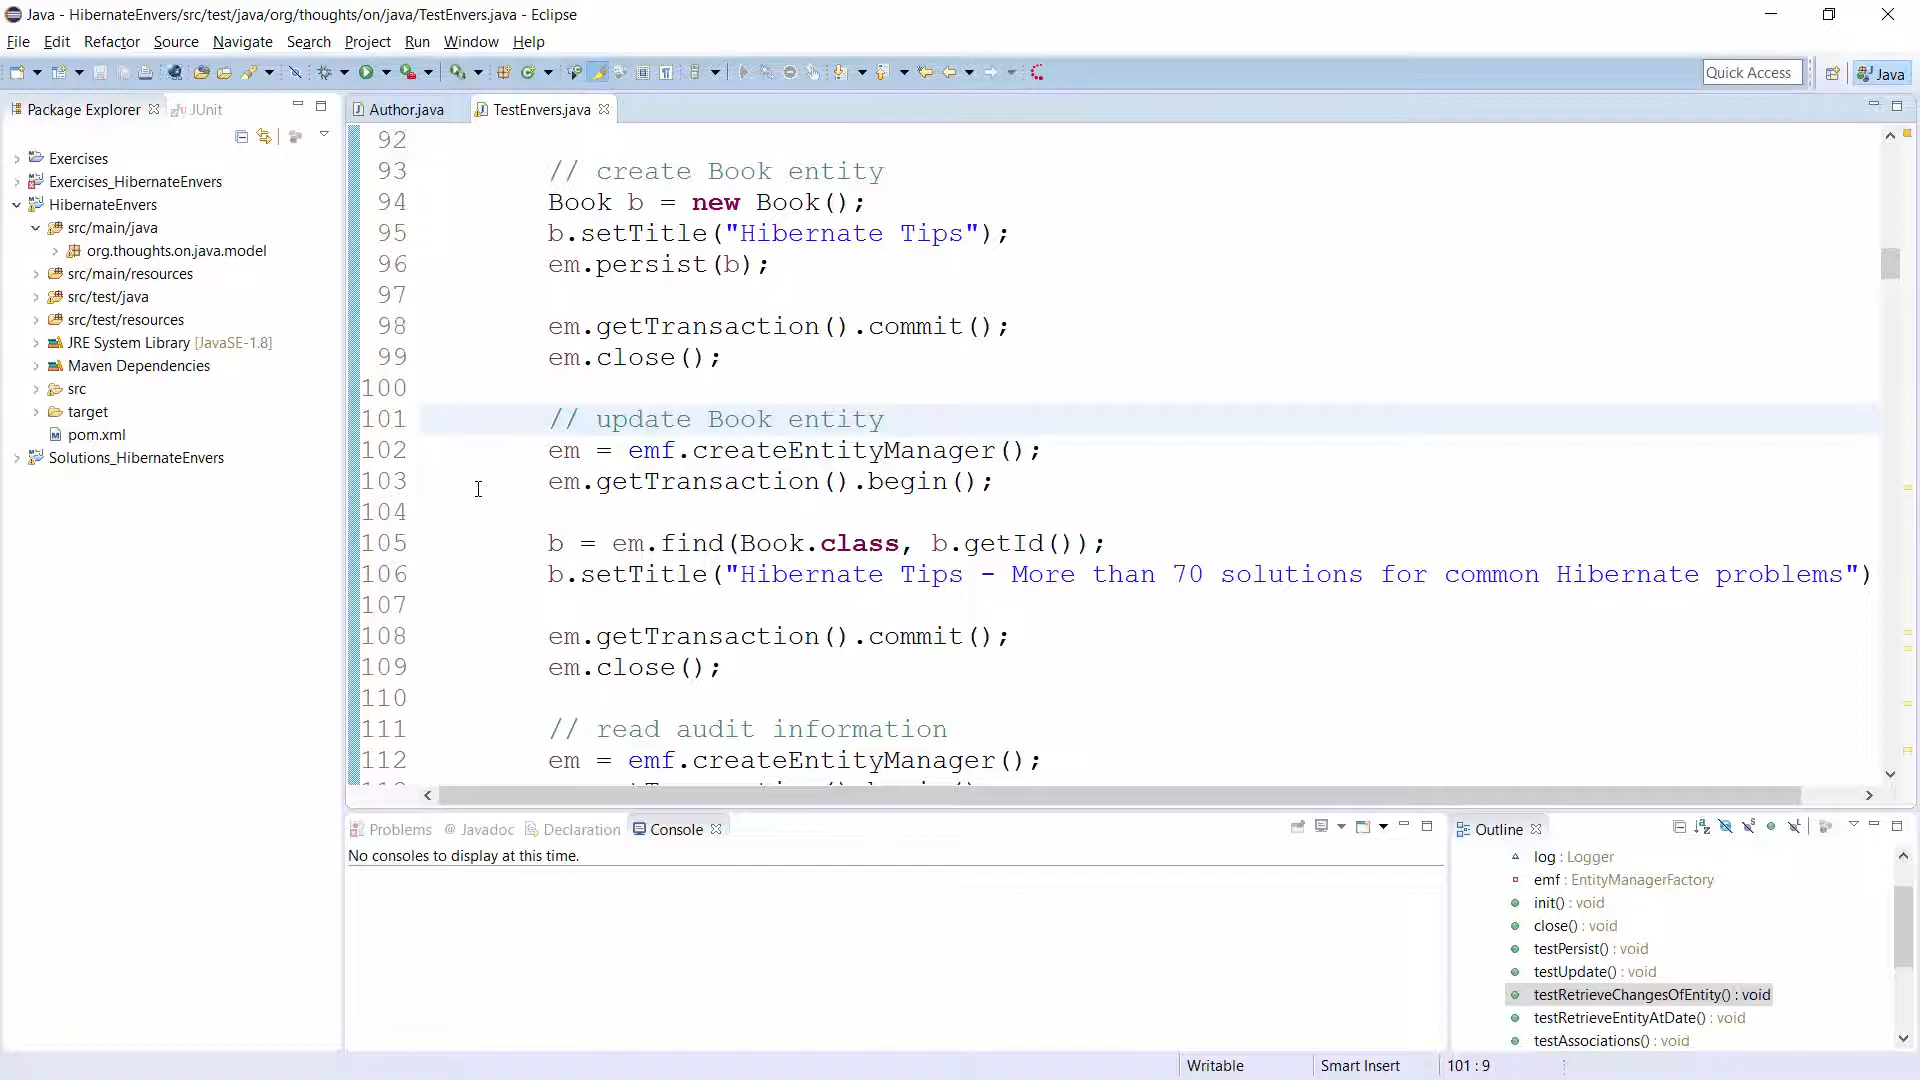 Java - HibernateEnvers/src/test/java/org/thoughts/on/java/TestEnvers.java - Eclipse
File Edit Refactor Source Navigate Search Project Run Window Help
Quick Access
Java
Package Explorer
JUnit
Exercises
Exercises_HibernateEnvers
HibernateEnvers
src/main/java
org.thoughts.on.java.model
src/main/resources
src/test/java
src/test/resources
JRE System Library [JavaSE-1.8]
Maven Dependencies
src
target
pom.xml
Solutions_HibernateEnvers
Author.java
TestEnvers.java
92
93 // create Book entity
94 Book b = new Book();
95 b.setTitle("Hibernate Tips");
96 em.persist(b);
97
98 em.getTransaction().commit();
99 em.close();
100
101 // update Book entity
102 em = emf.createEntityManager();
103 em.getTransaction().begin();
104
105 b = em.find(Book.class, b.getId());
106 b.setTitle("Hibernate Tips - More than 70 solutions for common Hibernate problems")
107
108 em.getTransaction().commit();
109 em.close();
110
111 // read audit information
112 em = emf.createEntityManager();
Problems @ Javadoc Declaration Console
No consoles to display at this time.
Outline
log : Logger
emf : EntityManagerFactory
init() : void
close() : void
testPersist() : void
testUpdate() : void
testRetrieveChangesOfEntity() : void
testRetrieveEntityAtDate() : void
testAssociations() : void
Writable
Smart Insert
101 : 9